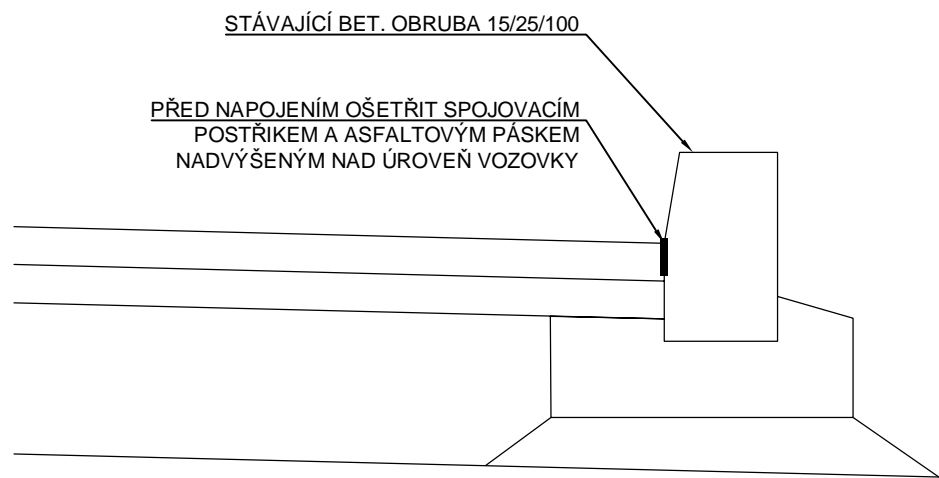 STÁVAJÍCÍ BET. OBRUBA 15/25/100
PŘED NAPOJENÍM OŠETŘIT SPOJOVACÍM
POSTŘIKEM A ASFALTOVÝM PÁSKEM
NADVÝŠENÝM NAD ÚROVEŇ VOZOVKY